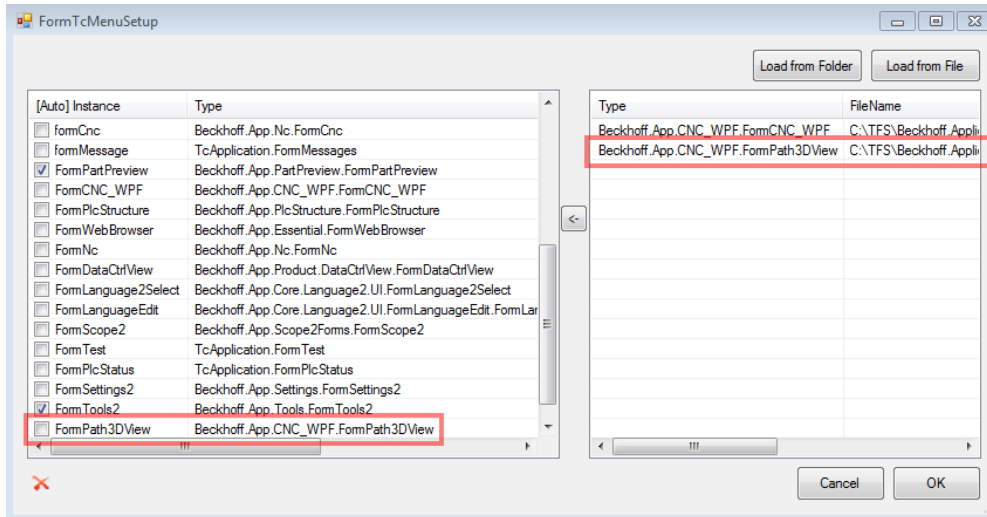 FormTcMenuSetup
Load from Folder Load from File
[Auto] Instance Type
formCnc Beckhoff.App.Nc.FormCnc
formMessage TcApplication.FormMessages
FormPartPreview Beckhoff.App.PartPreview.FormPartPreview
FormCNC_WPF Beckhoff.App.CNC_WPF.FormCNC_WPF
FormPlcStructure Beckhoff.App.PlcStructure.FormPlcStructure
FormWebBrowser Beckhoff.App.Essential.FormWebBrowser
FormNc Beckhoff.App.Nc.FormNc
FormDataCtrlView Beckhoff.App.Product.DataCtrlView.FormDataCtrlView
FormLanguage2Select Beckhoff.App.Core.Language2.UI.FormLanguage2Select
FormLanguageEdit Beckhoff.App.Core.Language2.UI.FormLanguageEdit.FormLar
FormScope2 Beckhoff.App.Scope2Forms.FormScope2
FormTest TcApplication.FormTest
FormPlcStatus TcApplication.FormPlcStatus
FormSettings2 Beckhoff.App.Settings.FormSettings2
FormTools2 Beckhoff.App.Tools.FormTools2
FormPath3DView Beckhoff.App.CNC_WPF.FormPath3DView
<-
Type FileName
Beckhoff.App.CNC_WPF.FormCNC_WPF C:\TFS\Beckhoff.Appli
Beckhoff.App.CNC_WPF.FormPath3DView C:\TFS\Beckhoff.Appli
Cancel OK